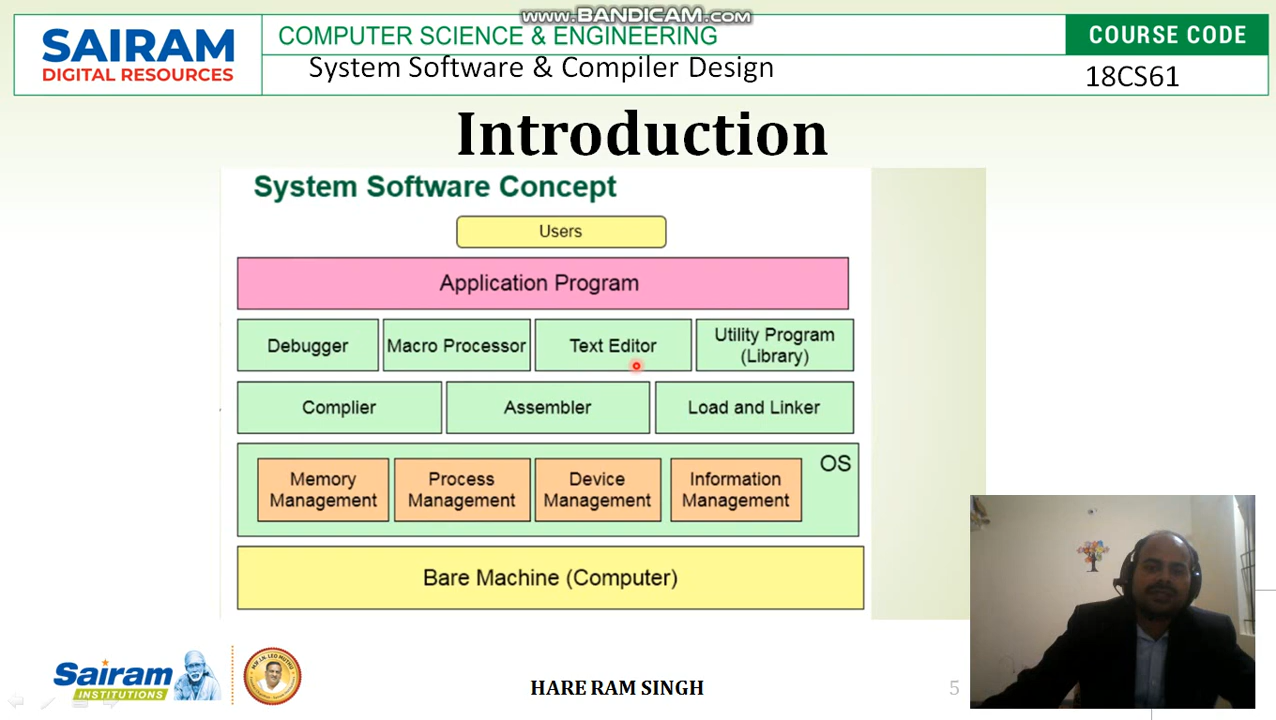 www.BANDICAM.com
SAIRAM
DIGITAL RESOURCES
COMPUTER SCIENCE & ENGINEERING
COURSE CODE
System Software & Compiler Design
18CS61
Introduction
System Software Concept
Users
Application Program
Debugger
Macro Processor
Text Editor
Utility Program
(Library)
Complier
Assembler
Load and Linker
OS
Memory
Management
Process
Management
Device
Management
Information
Management
Bare Machine (Computer)
Sairam
INSTITUTIONS
HARE RAM SINGH
5